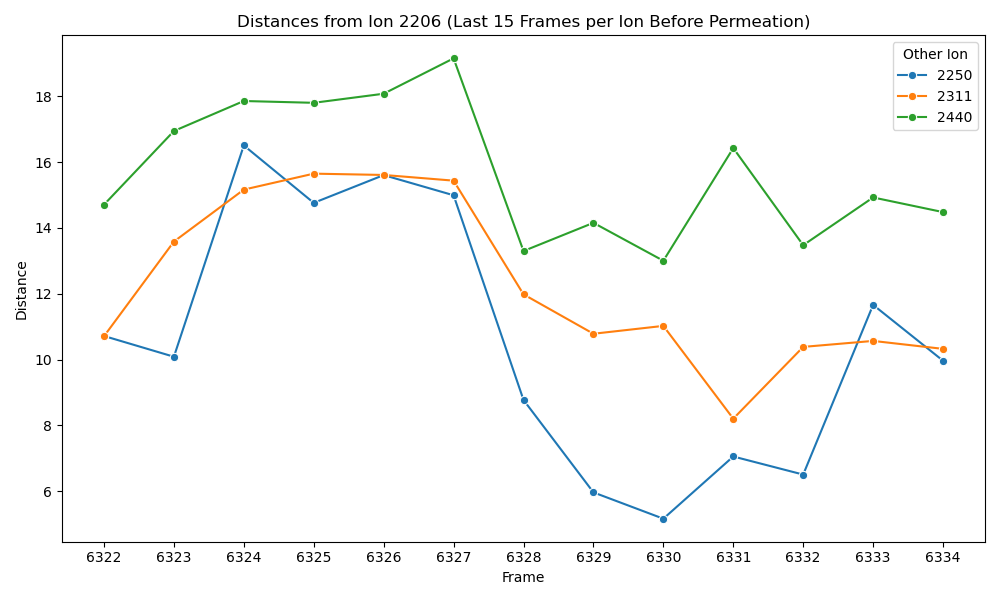 Distances from Ion 2206 (Last 15 Frames per Ion Before Permeation)
Other Ion
2250
2311
2440
Distance
18
16
14
12
10
8
6
6322 6323 6324 6325 6326 6327 6328 6329 6330 6331 6332 6333 6334
Frame